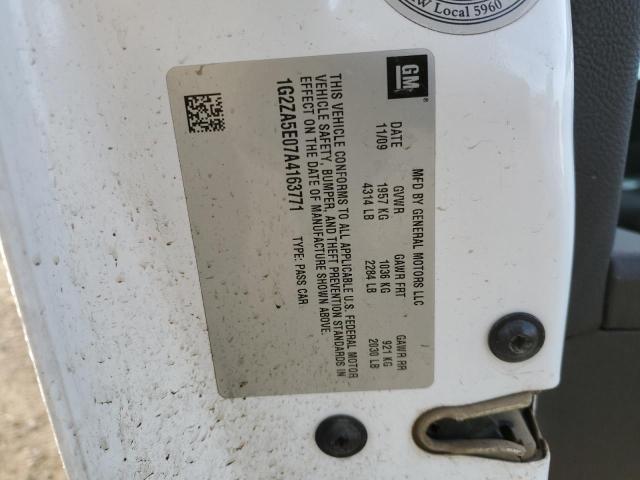 UAW Local 5960
GM
MFD BY GENERAL MOTORS LLC
DATE GVWR GAWR FRT GAWR RR
11/09 1957 KG 1036 KG 921 KG
4314 LB 2284 LB 2030 LB
THIS VEHICLE CONFORMS TO ALL APPLICABLE U.S. FEDERAL MOTOR
VEHICLE SAFETY, BUMPER, AND THEFT PREVENTION STANDARDS IN
EFFECT ON THE DATE OF MANUFACTURE SHOWN ABOVE.
1G2ZA5E07A4163771 TYPE: PASS CAR